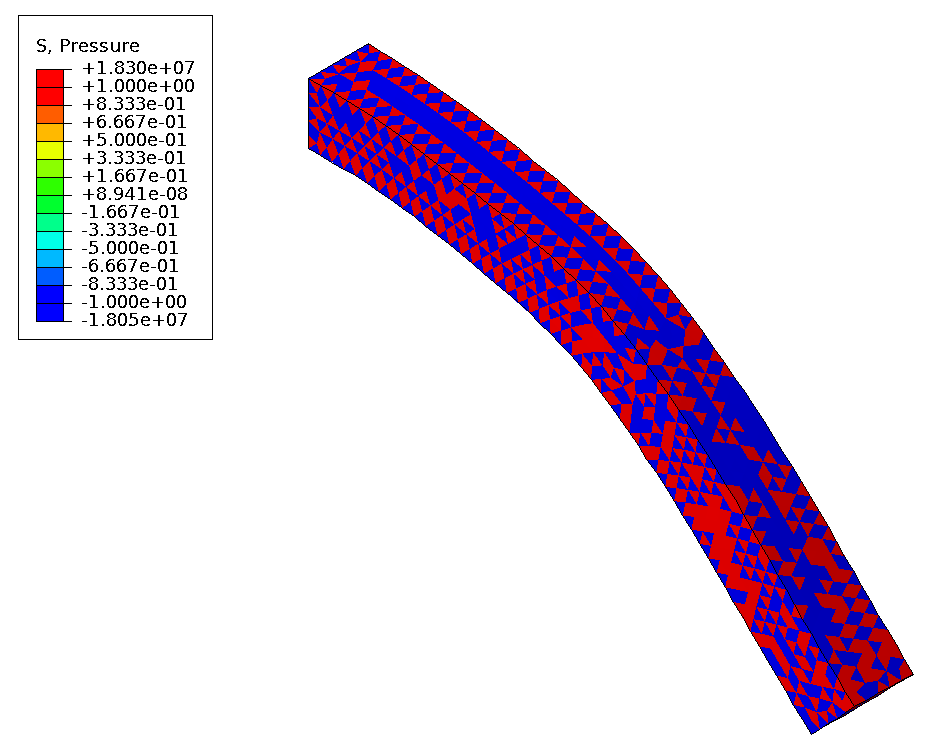 S, Pressure
+1.830e+07
+1.000e+00
+8.333e-01
+6.667e-01
+5.000e-01
+3.333e-01
+1.667e-01
+8.941e-08
-1.667e-01
-3.333e-01
-5.000e-01
-6.667e-01
-8.333e-01
-1.000e+00
-1.805e+07